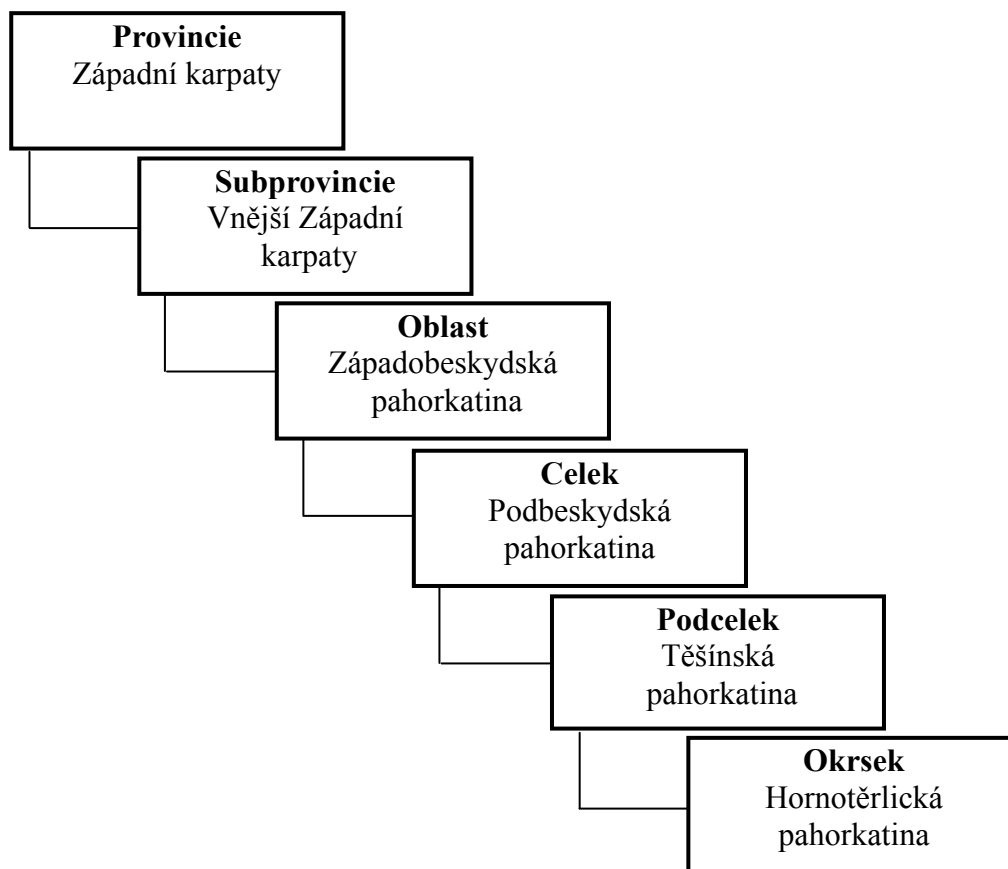 Provincie
Západní karpaty
Subprovincie
Vnější Západní
karpaty
Oblast
Západobeskydská
pahorkatina
Celek
Podbeskydská
pahorkatina
Podcelek
Těšínská
pahorkatina
Okrsek
Hornotěrlická
pahorkatina